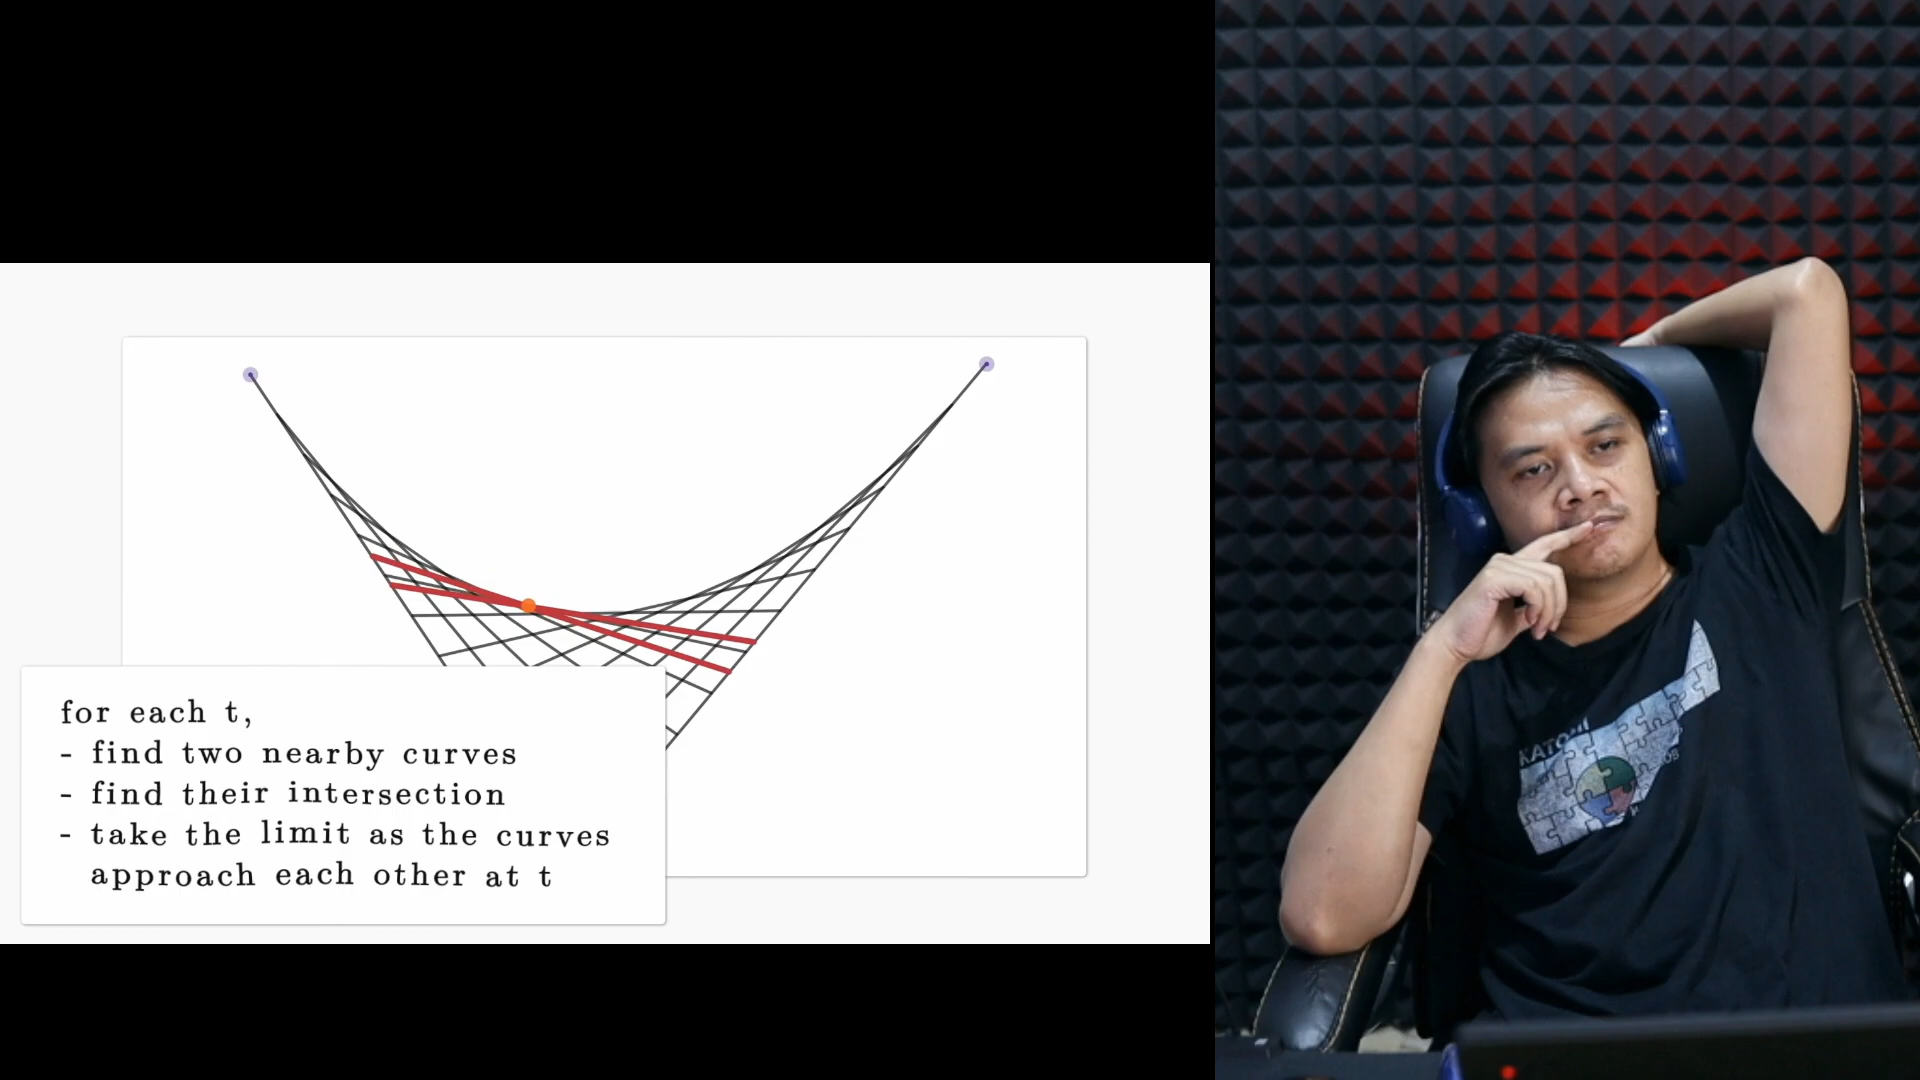 for each t,
- find two nearby curves
- find their intersection
- take the limit as the curves
approach each other at t